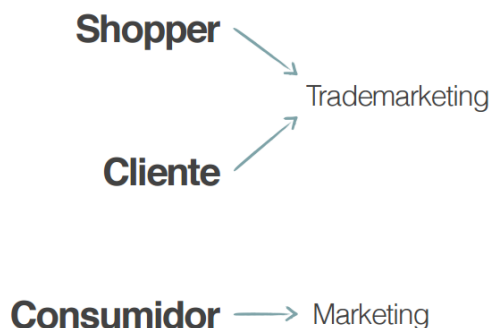 Shopper
Trademarketing
Cliente
Consumidor
Marketing